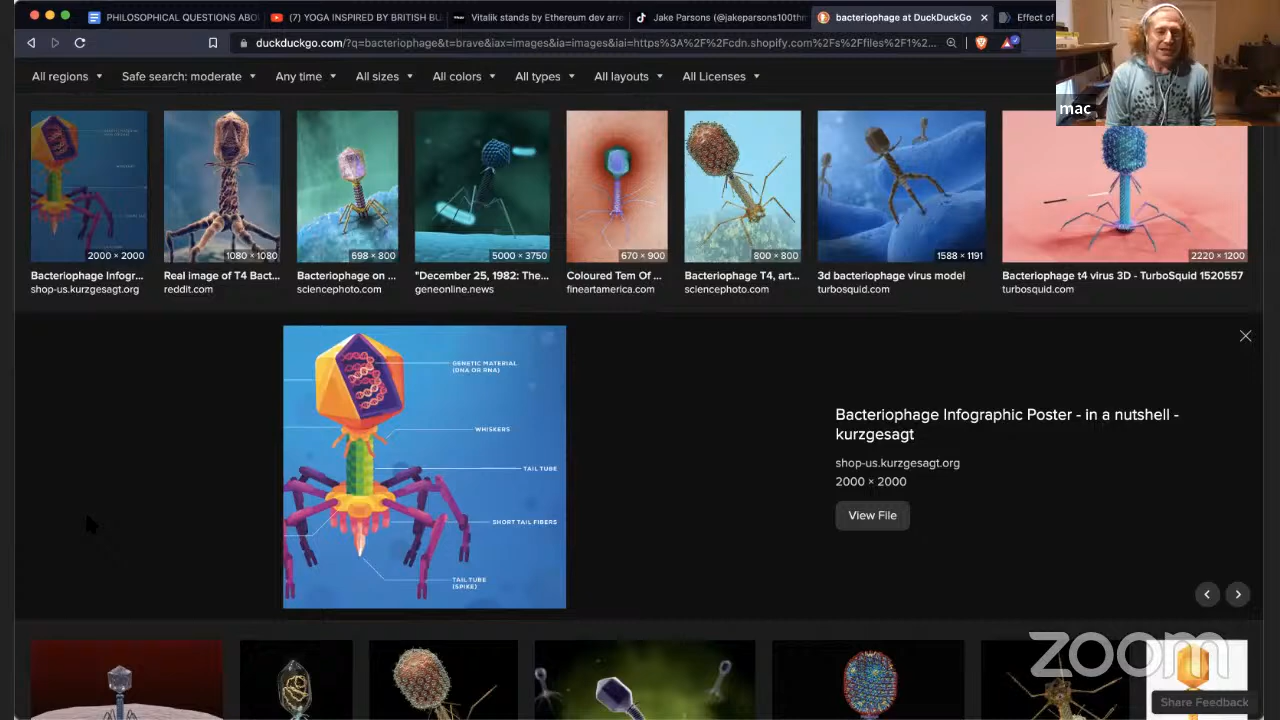 PHILOSOPHICAL QUESTIONS ABO
(7) YOGA INSPIRED BY BRITISH BU
Vitalik stands by Ethereum dev arre
Jake Parsons (@jakeparsons100thr
bacteriophage at DuckDuckGo
Effect of
duckduckgo.com/?q=bacteriophage&t=brave&iax=images&ia=images&iai=https%3A%2F%2Fcdn.shopify.com%2Fs%2Ffiles%2F1%2...
mac
All regions
Safe search: moderate
Any time
All sizes
All colors
All types
All layouts
All Licenses
2000 × 2000
1080 × 1080
698 × 800
5000 × 3750
670 × 900
800 × 800
1588 × 1191
2220 × 1200
Bacteriophage Infogr...
Real image of T4 Bact...
Bacteriophage on ...
"December 25, 1982: The...
Coloured Tem Of ...
Bacteriophage T4, art...
3d bacteriophage virus model
Bacteriophage t4 virus 3D - TurboSquid 1520557
shop-us.kurzgesagt.org
reddit.com
sciencephoto.com
geneonline.news
fineartamerica.com
sciencephoto.com
turbosquid.com
turbosquid.com
GENETIC MATERIAL
(DNA OR RNA)
WHISKERS
TAIL TUBE
SHORT TAIL FIBERS
TAIL TUBE
(SPIKE)
Bacteriophage Infographic Poster - in a nutshell -
kurzgesagt
shop-us.kurzgesagt.org
2000 × 2000
View File
zoom
Share Feedback